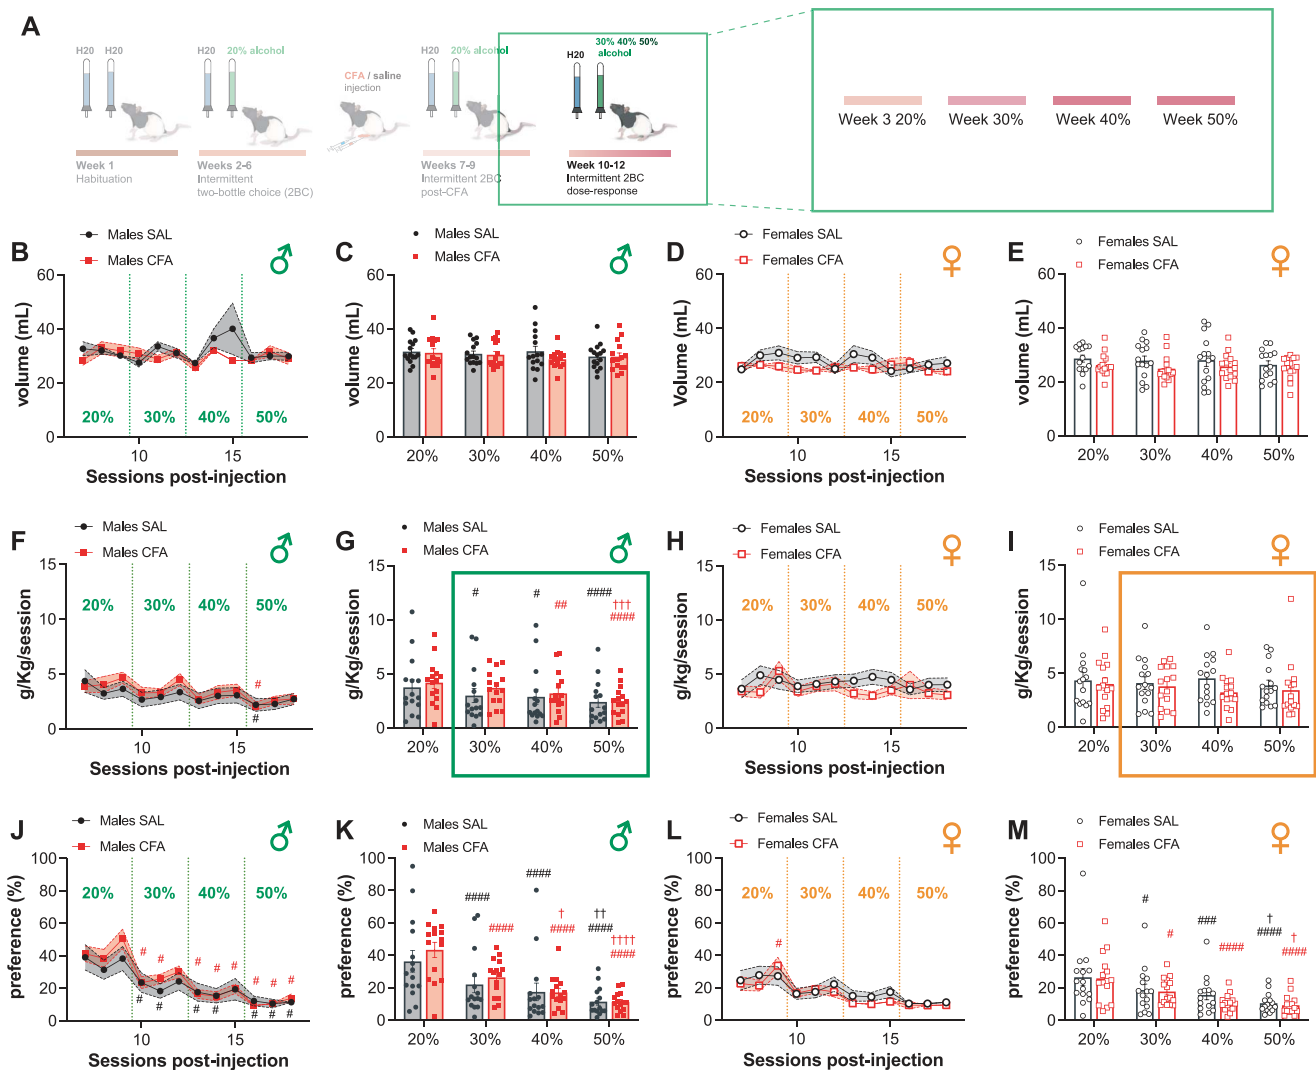 A
H20 H20
H20 20% alcohol
CFA / saline
injection
H20 20% alcohol
H20 30% 40% 50%
alcohol
Week 1
Habituation
Weeks 2-6
Intermittent
two-bottle choice (2BC)
Weeks 7-9
Intermittent 2BC
post-CFA
Week 10-12
Intermittent 2BC
dose-response
Week 3 20% Week 30% Week 40% Week 50%
B
Males SAL
Males CFA
♂
volume (mL)
60
40
20
0
20% 30% 40% 50%
10 15
Sessions post-injection
C
Males SAL
Males CFA
♂
volume (mL)
60
40
20
0
20% 30% 40% 50%
D
Females SAL
Females CFA
♀
Volume (mL)
60
40
20
0
20% 30% 40% 50%
10 15
Sessions post-injection
E
Females SAL
Females CFA
♀
volume (mL)
60
40
20
0
20% 30% 40% 50%
F
Males SAL
Males CFA
♂
g/Kg/session
15
10
5
0
20% 30% 40% 50%
#
#
10 15
Sessions post-injection
G
Males SAL
Males CFA
♂
g/Kg/session
15
10
5
0
# # ####
## †††
####
20% 30% 40% 50%
H
Females SAL
Females CFA
♀
g/Kg/session
15
10
5
0
20% 30% 40% 50%
10 15
Sessions post-injection
I
Females SAL
Females CFA
♀
g/Kg/session
15
10
5
0
20% 30% 40% 50%
J
Males SAL
Males CFA
♂
preference (%)
100
80
60
40
20
0
20% 30% 40% 50%
# # # # # # # #
# # # # # # #
10 15
Sessions post-injection
K
Males SAL
Males CFA
♂
preference (%)
100
80
60
40
20
0
####
####
####
†
####
††
####
††††
####
20% 30% 40% 50%
L
Females SAL
Females CFA
♀
preference (%)
100
80
60
40
20
0
20% 30% 40% 50%
#
10 15
Sessions post-injection
M
Females SAL
Females CFA
♀
preference (%)
100
80
60
40
20
0
#
#
###
####
†
####
†
####
20% 30% 40% 50%